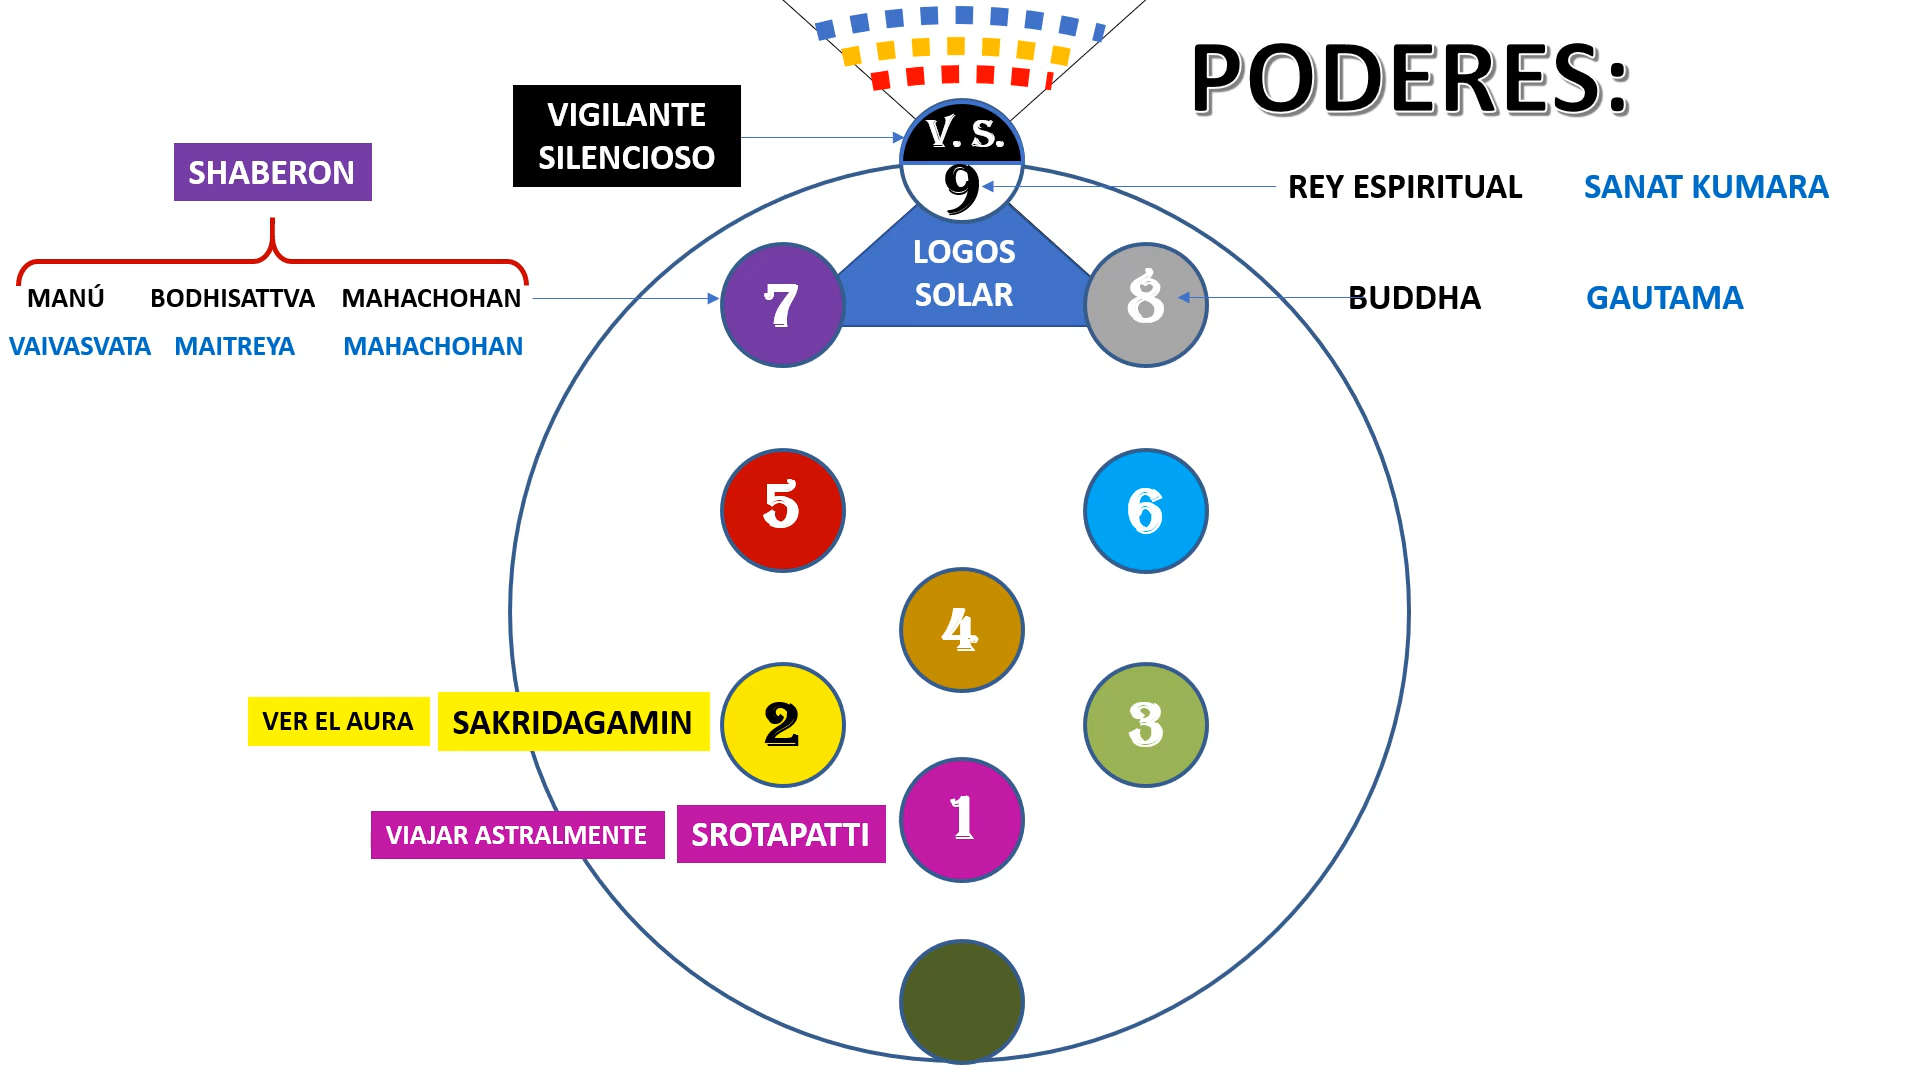 PODERES:
VIGILANTE
SILENCIOSO
V. S.
9
REY ESPIRITUAL SANAT KUMARA
SHABERON
MANÚ BODHISATTVA MAHACHOHAN
VAIVASVATA MAITREYA MAHACHOHAN
LOGOS
SOLAR
7
8
BUDDHA GAUTAMA
5
6
4
VER EL AURA SAKRIDAGAMIN
2
3
VIAJAR ASTRALMENTE SROTAPATTI
1